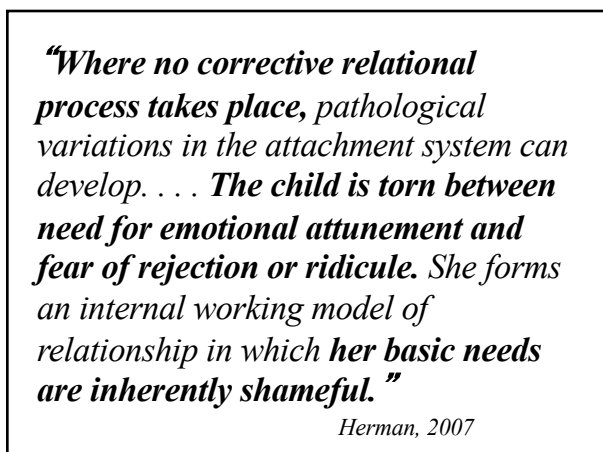 “Where no corrective relational
process takes place, pathological
variations in the attachment system can
develop. . . . The child is torn between
need for emotional attunement and
fear of rejection or ridicule. She forms
an internal working model of
relationship in which her basic needs
are inherently shameful.”
Herman, 2007